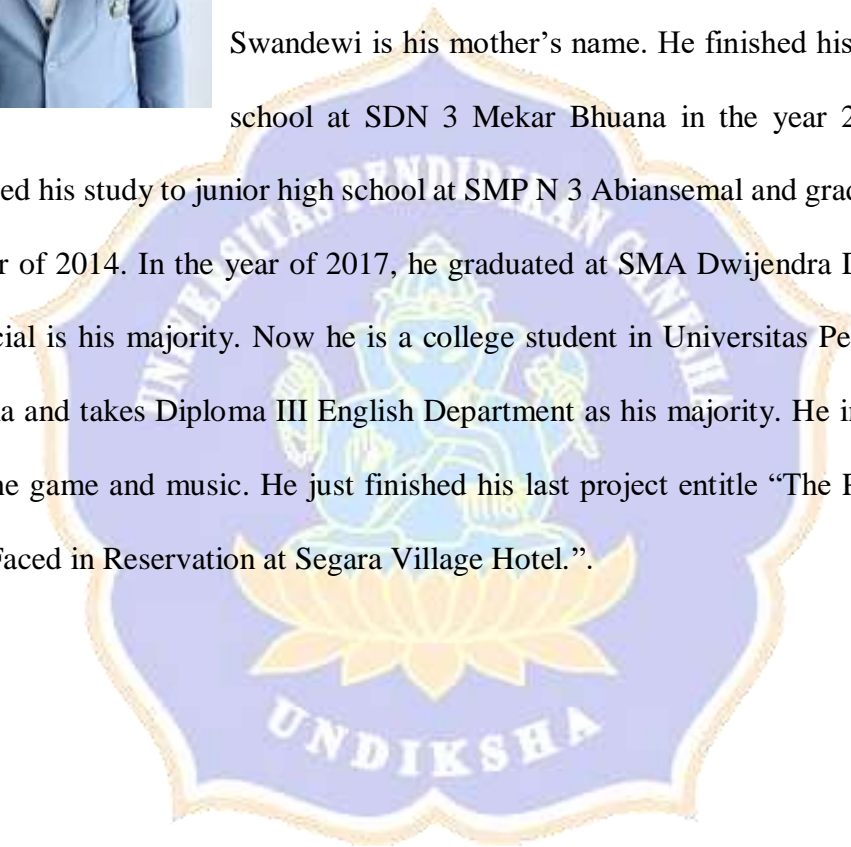 Swandewi is his mother’s name. He finished his
school at SDN 3 Mekar Bhuana in the year 2
ed his study to junior high school at SMP N 3 Abiansemal and grad
r of 2014. In the year of 2017, he graduated at SMA Dwijendra D
cial is his majority. Now he is a college student in Universitas Pe
a and takes Diploma III English Department as his majority. He i
ne game and music. He just finished his last project entitle “The P
Faced in Reservation at Segara Village Hotel.”.
UNIVERSITAS PENDIDIKAN GANESHA
UNDIKSHA